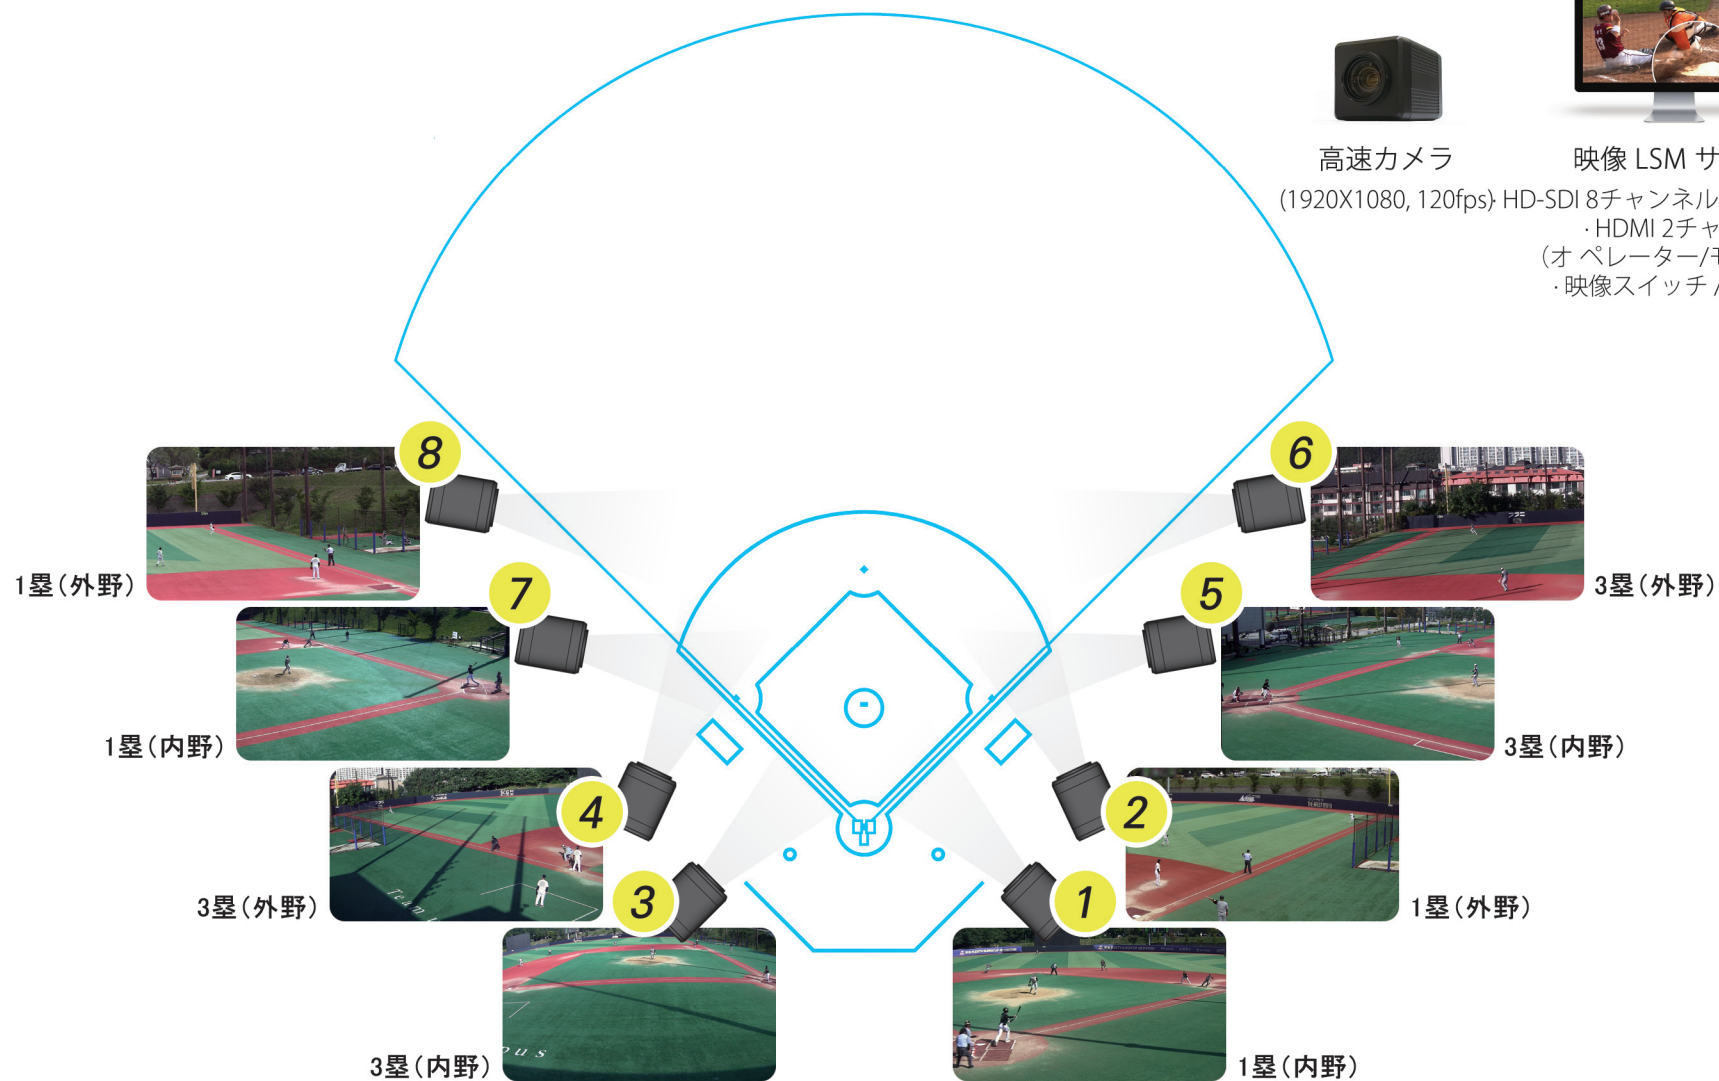 高速カメラ
(1920X1080, 120fps)
映像 LSM サ
· HD-SDI 8チャンネル
· HDMI 2チャ
(オ ペレーター/モ
· 映像スイッチ /
8
1塁(外野)
6
3塁(外野)
7
1塁(内野)
5
3塁(内野)
4
3塁(外野)
2
1塁(外野)
3
3塁(内野)
1
1塁(内野)